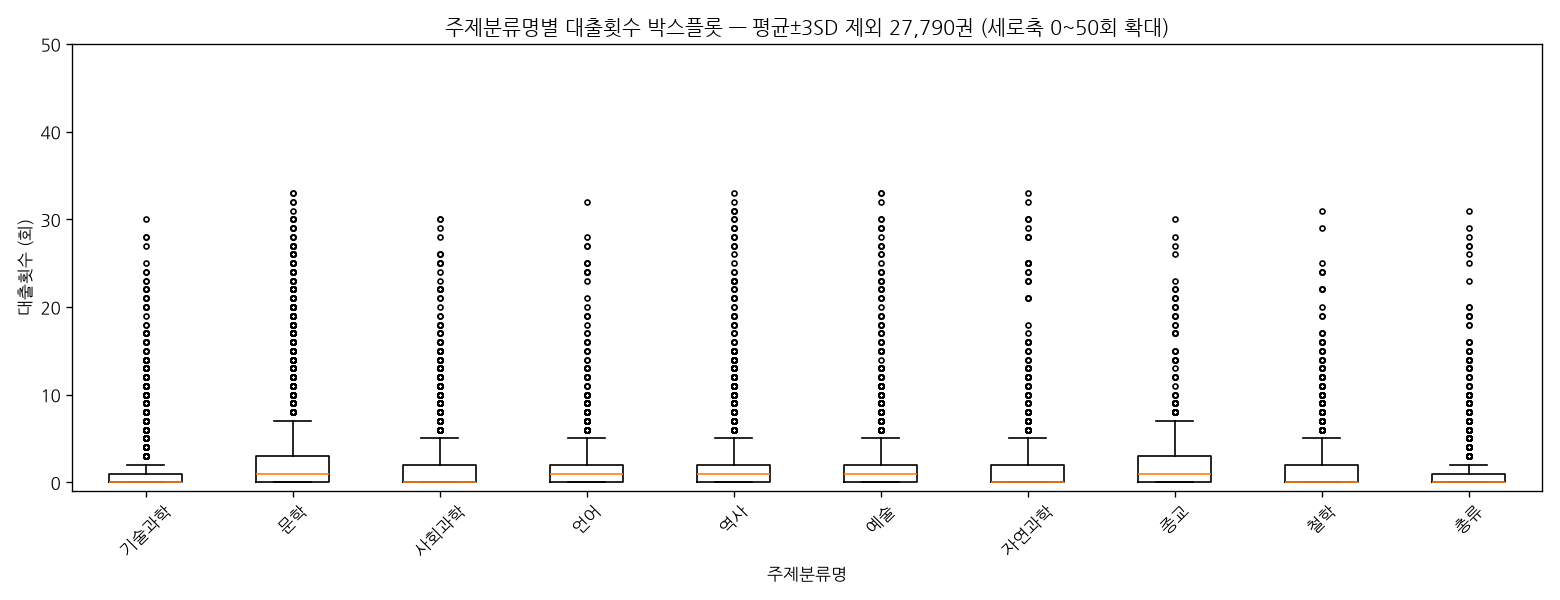 주제분류명별 대출횟수 박스플롯 — 평균±3SD 제외 27,790권 (세로축 0~50회 확대)
대출횟수 (회)
50
40
30
20
10
0
기술과학 문학 사회과학 언어 역사 예술 자연과학 종교 철학 총류
주제분류명